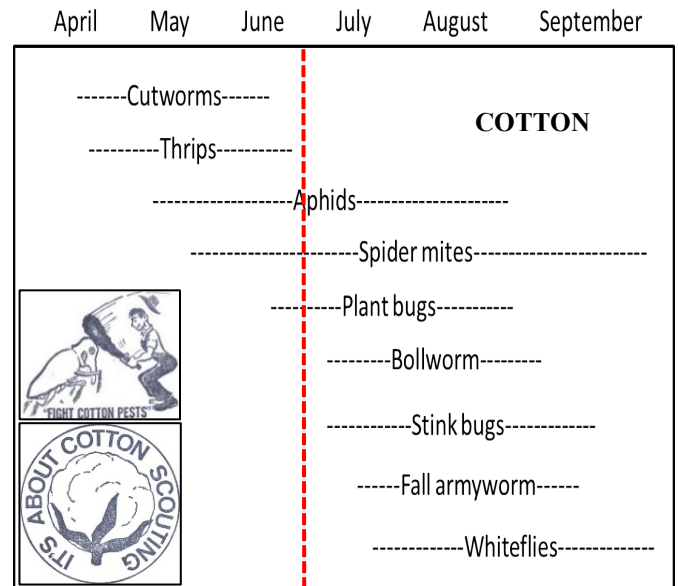 April May June July August September
-------Cutworms-------
COTTON
----------Thrips-----------
--------------------Aphids----------------------
------------------------Spider mites-------------------------
----------Plant bugs-----------
---------Bollworm---------
------------Stink bugs-------------
------Fall armyworm------
-------------Whiteflies--------------
"FIGHT COTTON PESTS"
IT'S ABOUT COTTON SCOUTING